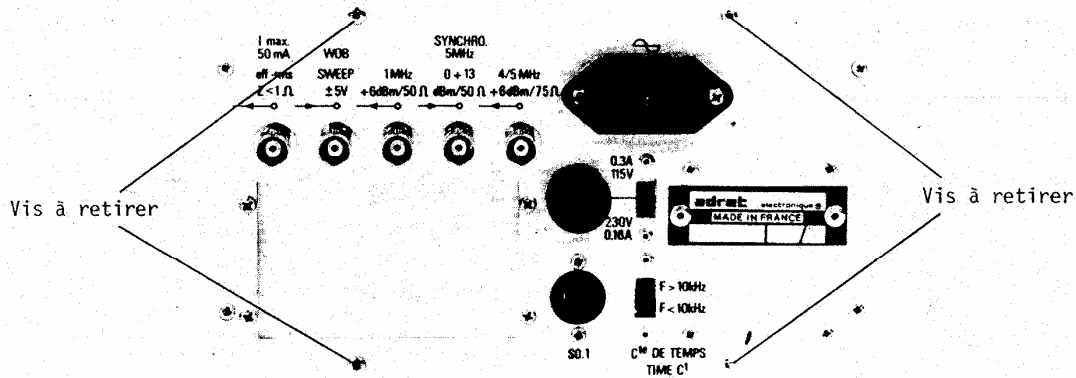 I max.
50 mA
eff - rms
Z<1 Ω
WOB
SWEEP
±5V
1MHz
+6dBm/50 Ω
SYNCHRO.
5MHz
0 + 13
dBm/50 Ω
4/5 MHz
+6dBm/75 Ω
0.3A
115V
230V
0.16A
Vis à retirer
Vis à retirer
adret electronique
MADE IN FRANCE
F > 10kHz
F < 10kHz
S0.1
Cte DE TEMPS
TIME Ct